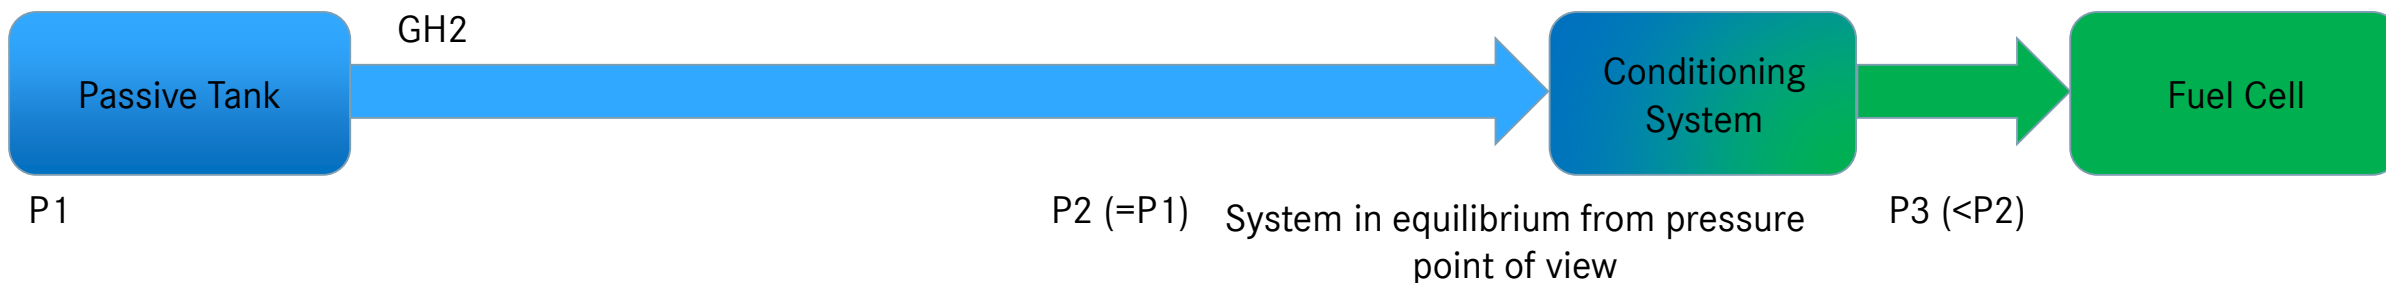 GH2
Passive Tank
Conditioning
System
Fuel Cell
P1
P2 (=P1)
System in equilibrium from pressure
point of view
P3 (<P2)